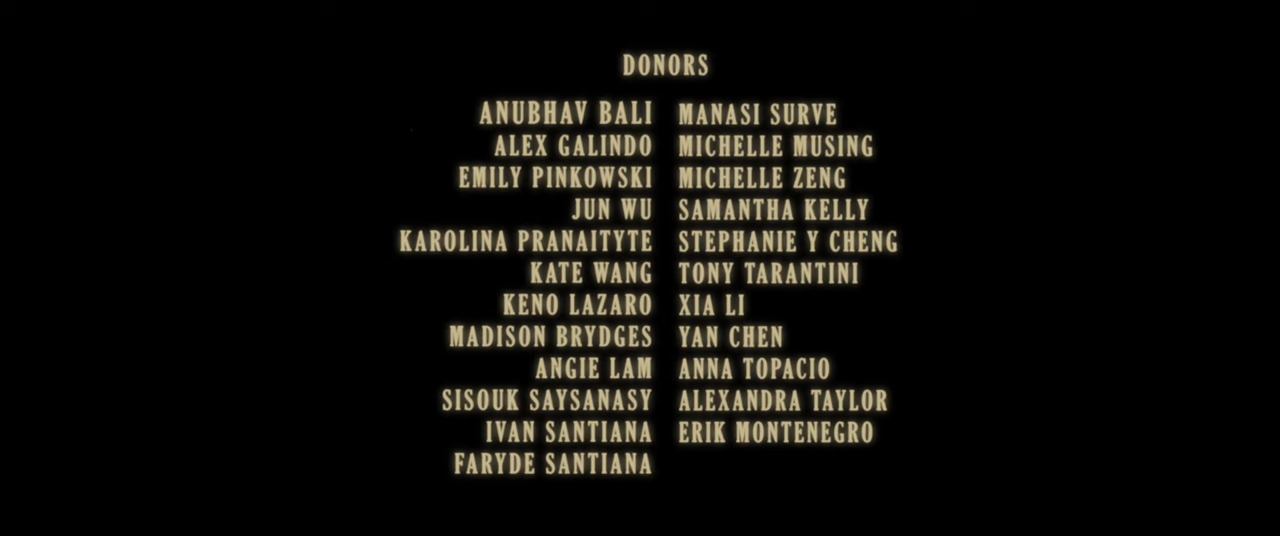 DONORS
ANUBHAV BALI
ALEX GALINDO
EMILY PINKOWSKI
JUN WU
KAROLINA PRANAITYTE
KATE WANG
KENO LAZARO
MADISON BRYDGES
ANGIE LAM
SISOUK SAYSANASY
IVAN SANTIANA
FARYDE SANTIANA
MANASI SURVE
MICHELLE MUSING
MICHELLE ZENG
SAMANTHA KELLY
STEPHANIE Y CHENG
TONY TARANTINI
XIA LI
YAN CHEN
ANNA TOPACIO
ALEXANDRA TAYLOR
ERIK MONTENEGRO